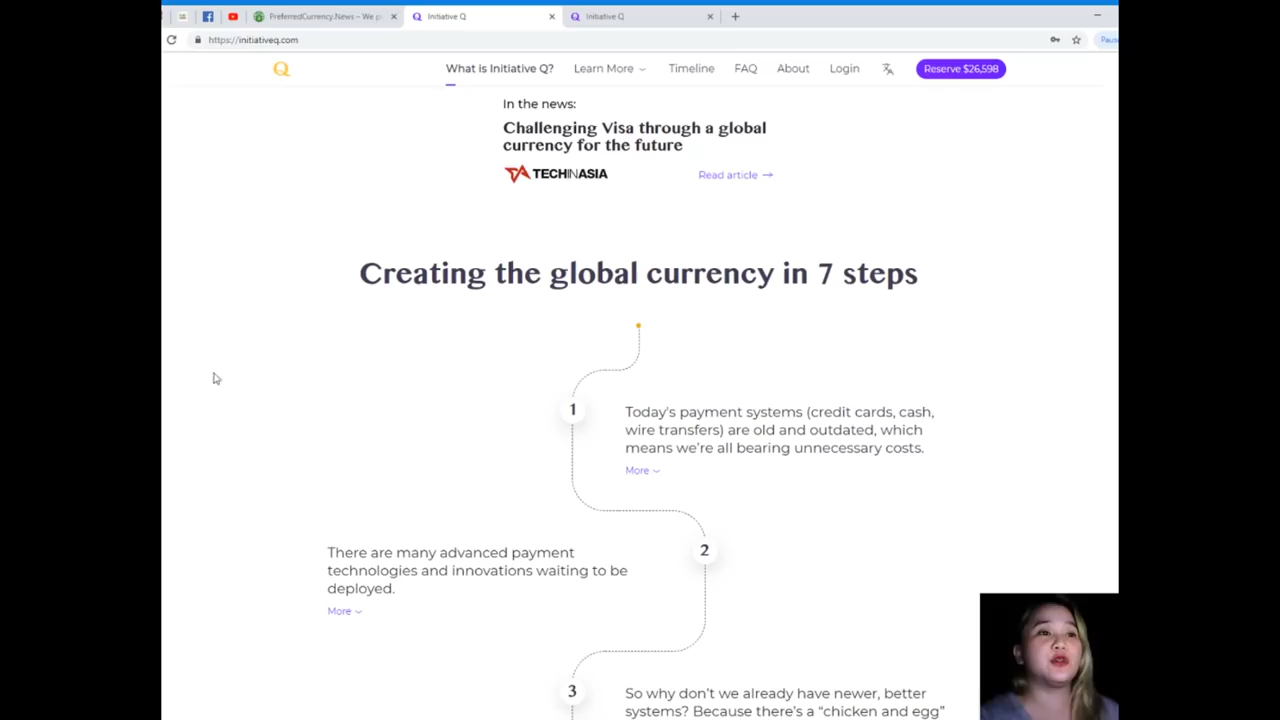 PreferredCurrency.News – We p
Initiative Q
Initiative Q
https://initiativeq.com
Paus
Q
What is Initiative Q?
Learn More
Timeline
FAQ
About
Login
Reserve $26,598
In the news:
Challenging Visa through a global
currency for the future
TECHINASIA
Read article →
Creating the global currency in 7 steps
1
Today's payment systems (credit cards, cash,
wire transfers) are old and outdated, which
means we're all bearing unnecessary costs.
More
2
There are many advanced payment
technologies and innovations waiting to be
deployed.
More
3
So why don't we already have newer, better
systems? Because there's a “chicken and egg”